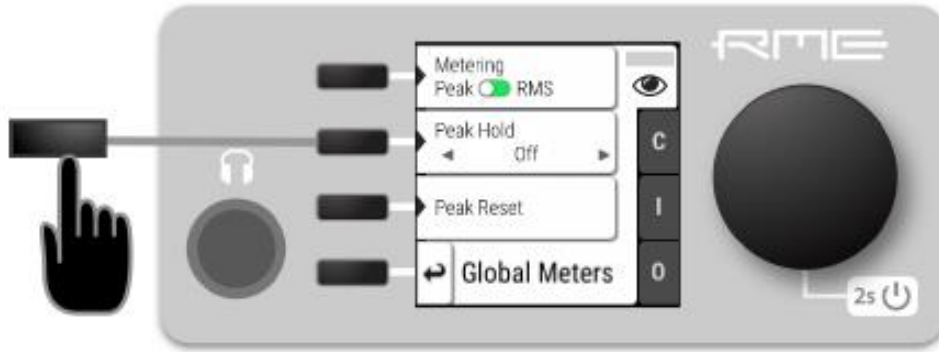 RME
Metering
Peak RMS
Peak Hold
Off
C
Peak Reset
I
Global Meters
O
2s